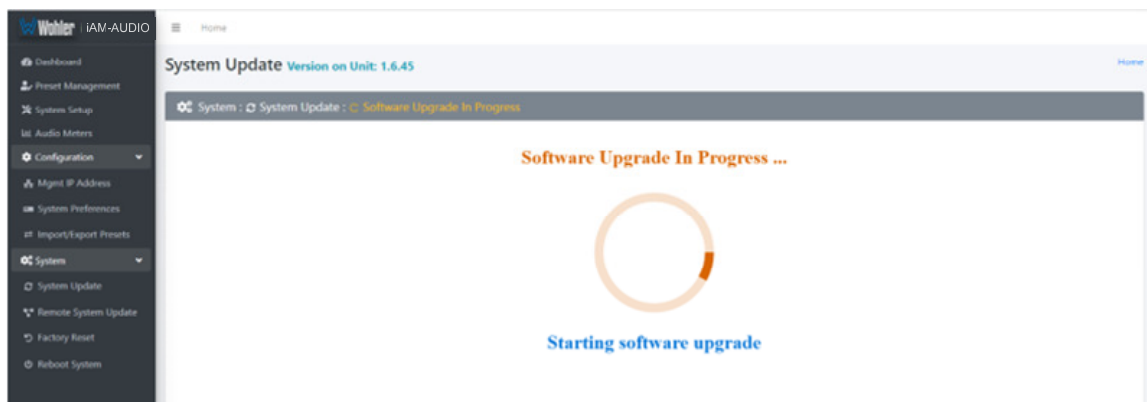 Wohler iAM-AUDIO
Home
Dashboard
Preset Management
System Setup
Audio Meters
Configuration
Mgmt IP Address
System Preferences
Import/Export Presets
System
System Update
Remote System Update
Factory Reset
Reboot System
System Update Version on Unit: 1.6.45
Home
System : System Update : Software Upgrade In Progress
Software Upgrade In Progress ...
Starting software upgrade